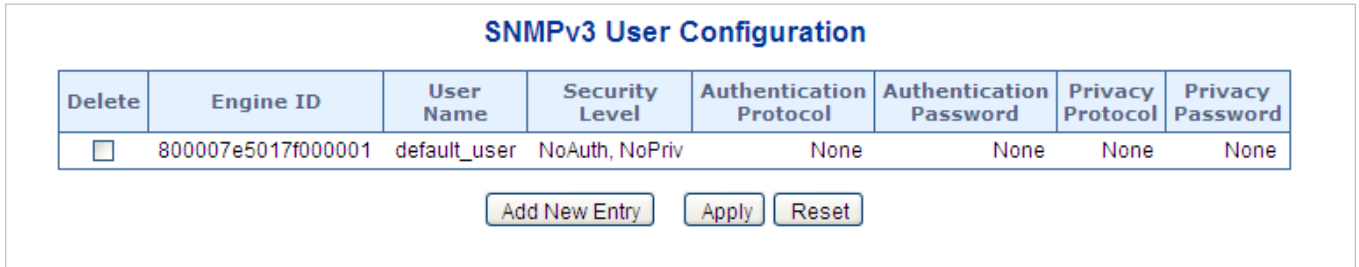 SNMPv3 User Configuration
Delete Engine ID User Name Security Level Authentication Protocol Authentication Password Privacy Protocol Privacy Password
800007e5017f000001 default_user NoAuth, NoPriv None None None None
Add New Entry Apply Reset